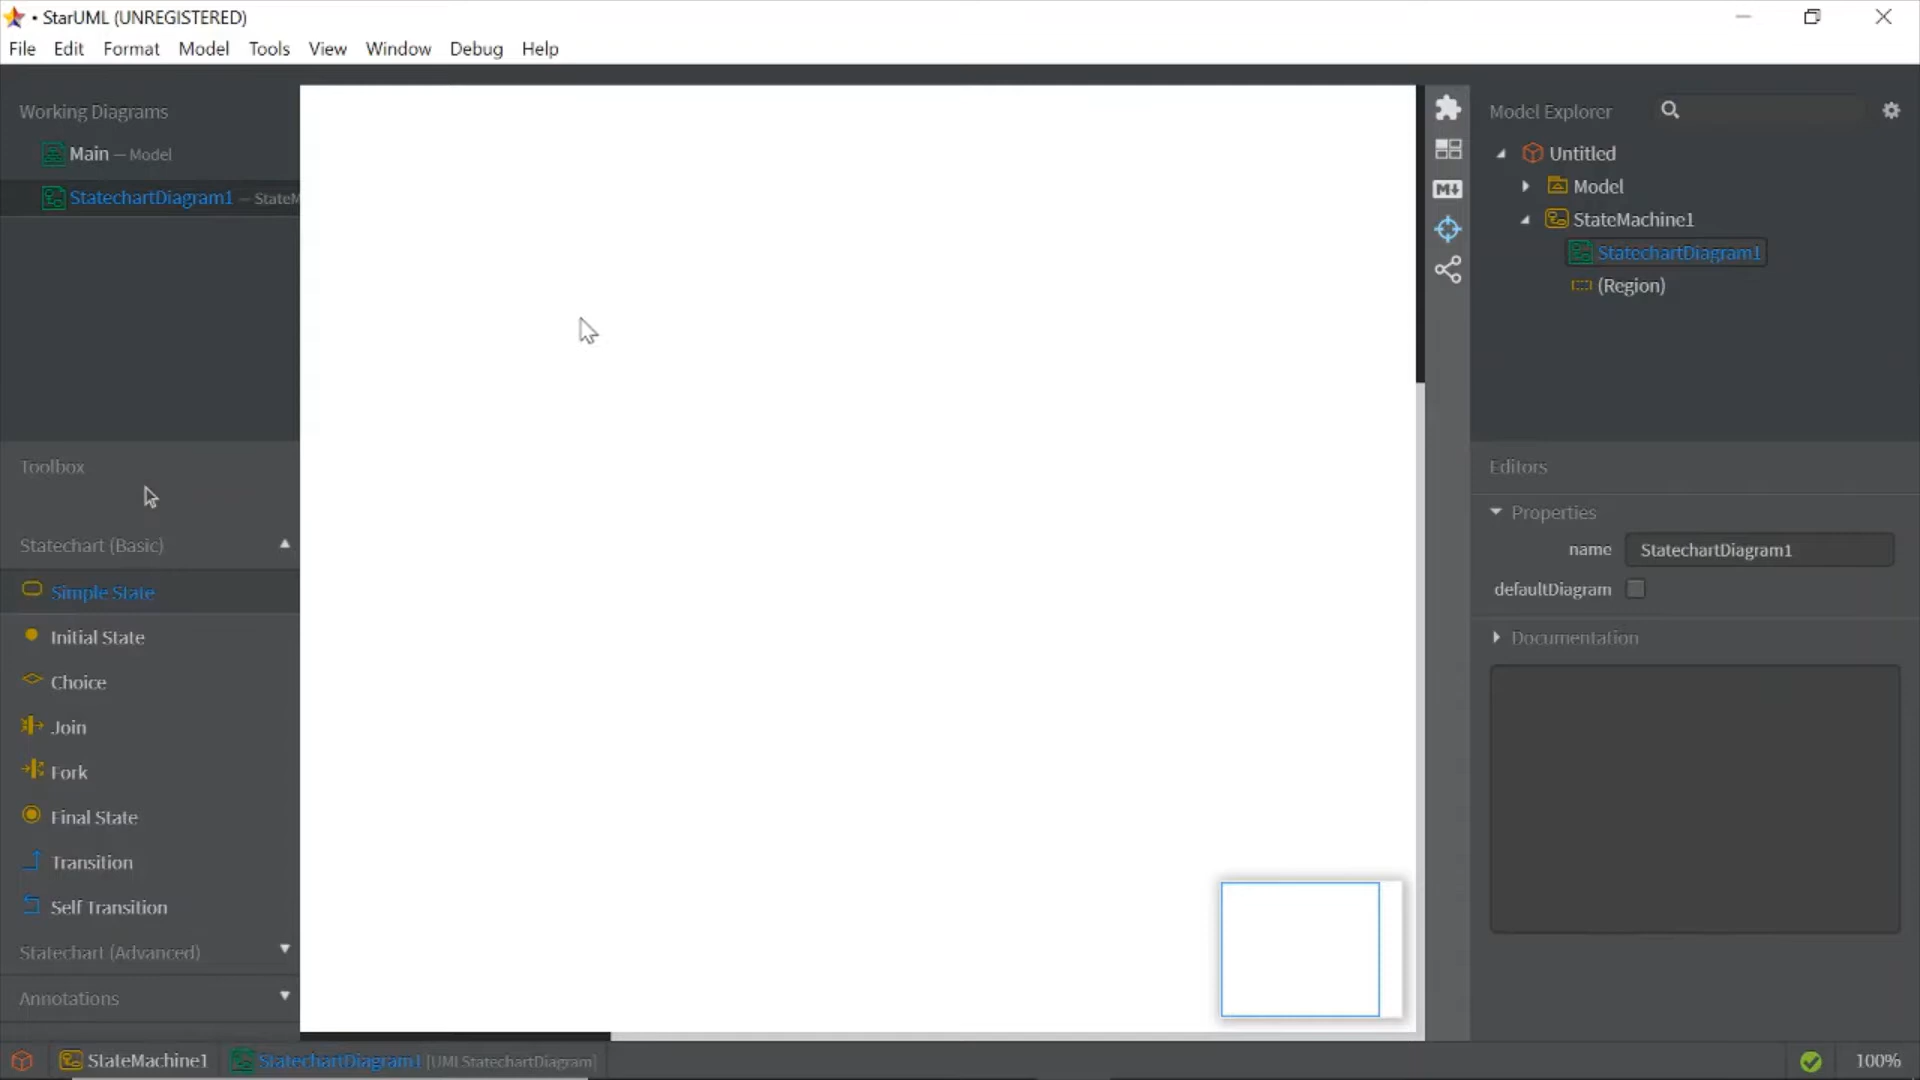 • StarUML (UNREGISTERED)
File Edit Format Model Tools View Window Debug Help
Working Diagrams
Main — Model
StatechartDiagram1 — StateM
Toolbox
Statechart (Basic)
Simple State
Initial State
Choice
Join
Fork
Final State
Transition
Self Transition
Statechart (Advanced)
Annotations
M
Model Explorer
Untitled
Model
StateMachine1
StatechartDiagram1
(Region)
Editors
Properties
name StatechartDiagram1
defaultDiagram
Documentation
StateMachine1 StatechartDiagram1 [UMLStatechartDiagram] 100%